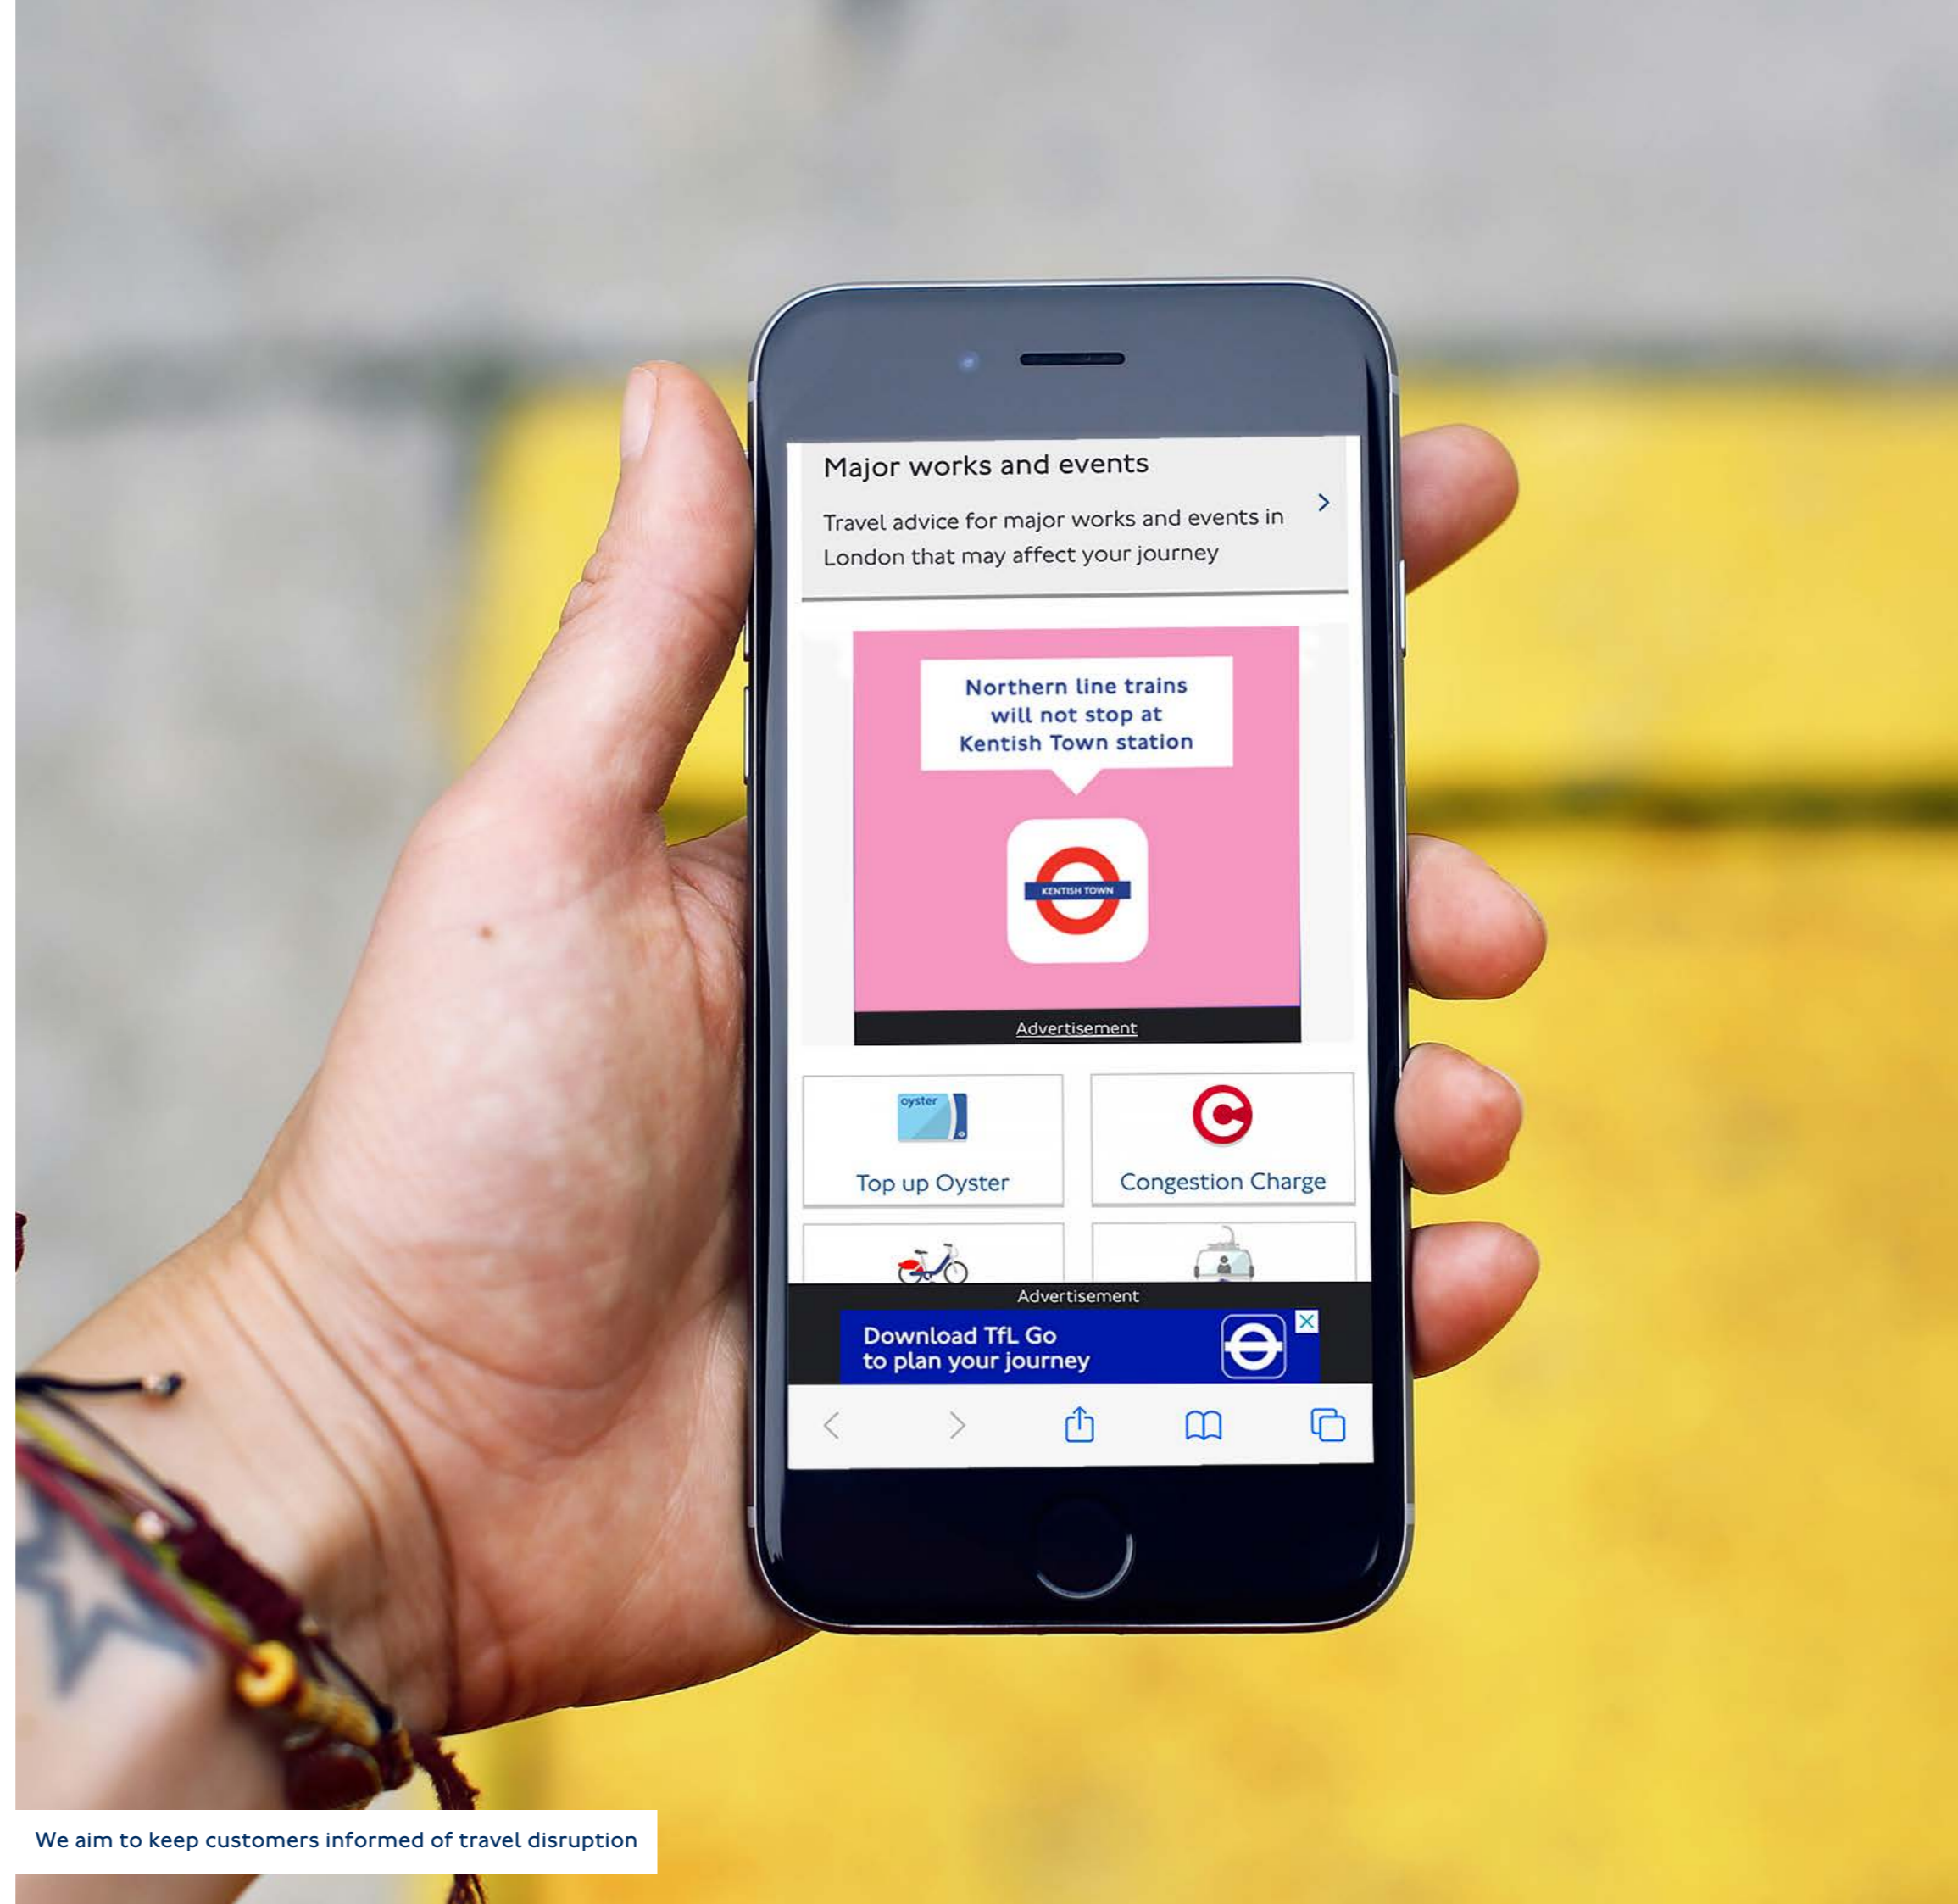 Major works and events
Travel advice for major works and events in
London that may affect your journey
Northern line trains
will not stop at
Kentish Town station
KENTISH TOWN
Advertisement
oyster
Top up Oyster
Congestion Charge
Advertisement
Download TfL Go
to plan your journey
We aim to keep customers informed of travel disruption